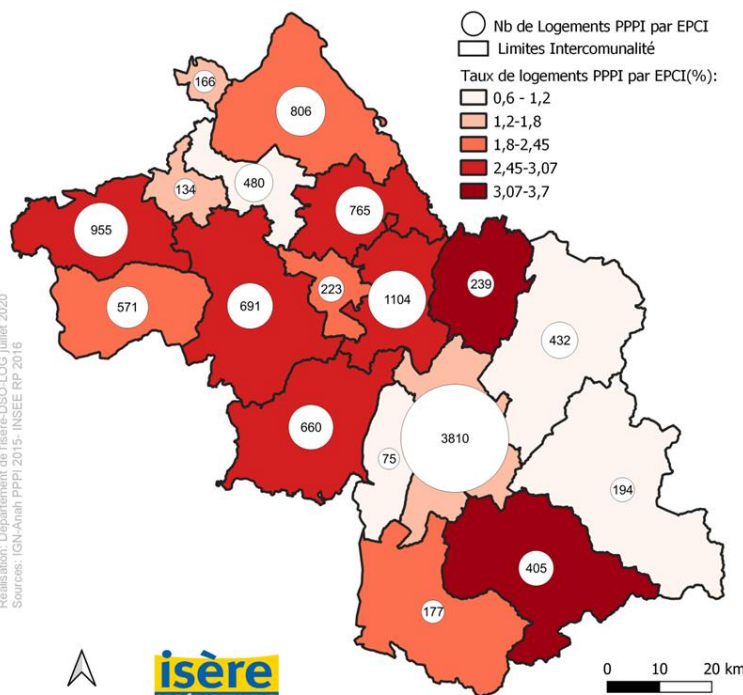 Nb de Logements PPPI par EPCI
Limites Intercomunalité
Taux de logements PPPI par EPCI(%):
0,6 - 1,2
1,2-1,8
1,8-2,45
2,45-3,07
3,07-3,7
166
806
134
480
955
765
571
691
223
1104
239
432
660
75
3810
194
405
177
Réalisation: Département de l'Isère-DSO-LOG juillet 2020
Sources: IGN-Anah PPPI 2015- INSEE RP 2016
isère
0 10 20 km